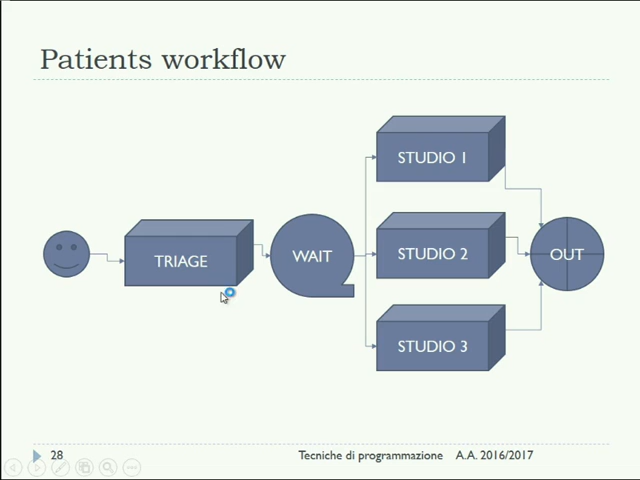 Patients workflow
STUDIO 1
TRIAGE
WAIT
STUDIO 2
OUT
STUDIO 3
28
Tecniche di programmazione A.A. 2016/2017